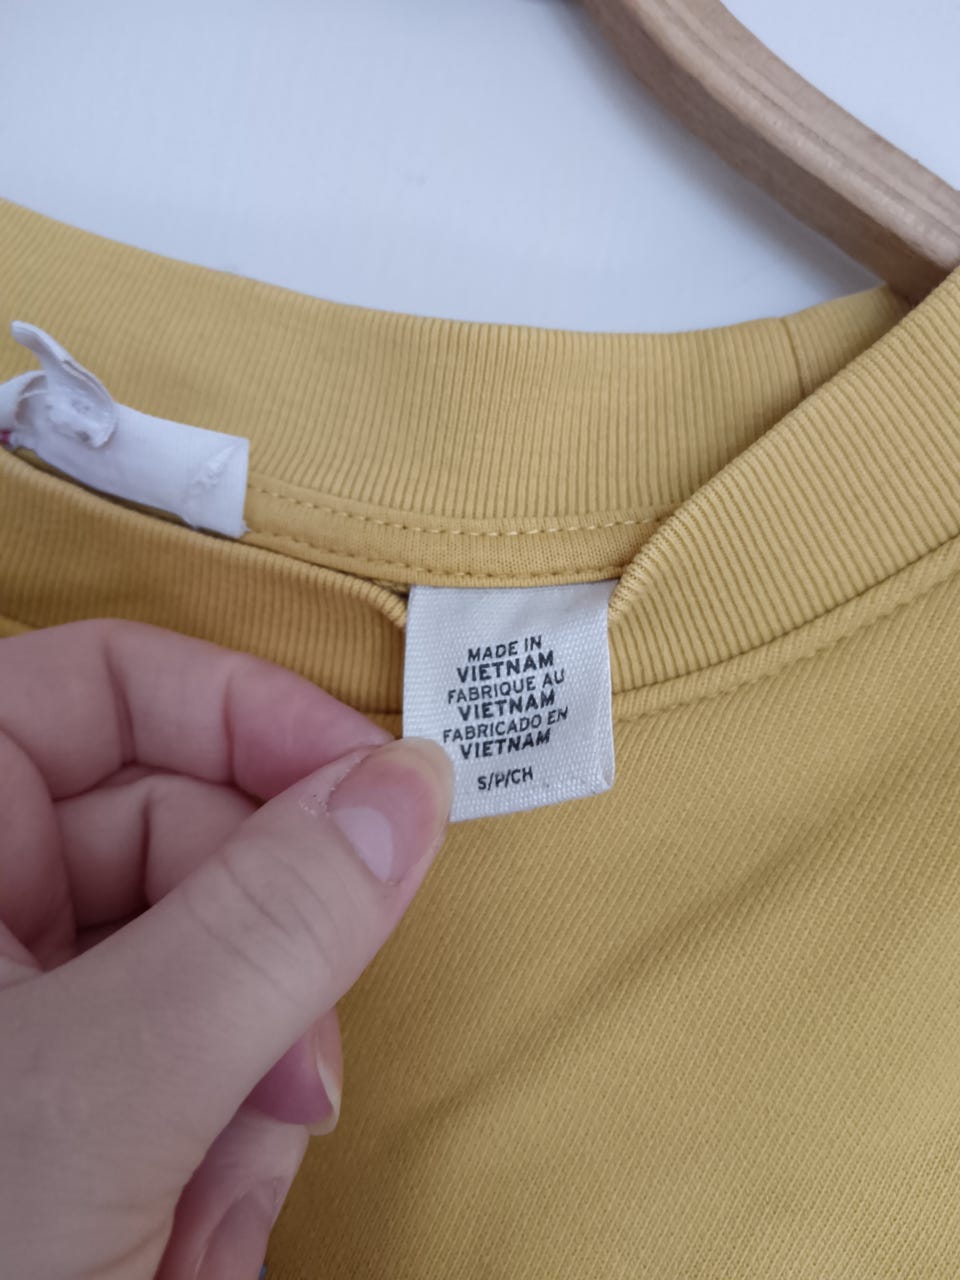 MADE IN
VIETNAM
FABRIQUE AU
VIETNAM
FABRICADO EN
VIETNAM
S/P/CH